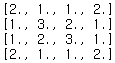 [2., 1., 1., 2.]
[1., 3., 2., 1.]
[1., 2., 3., 1.]
[2., 1., 1., 2.]